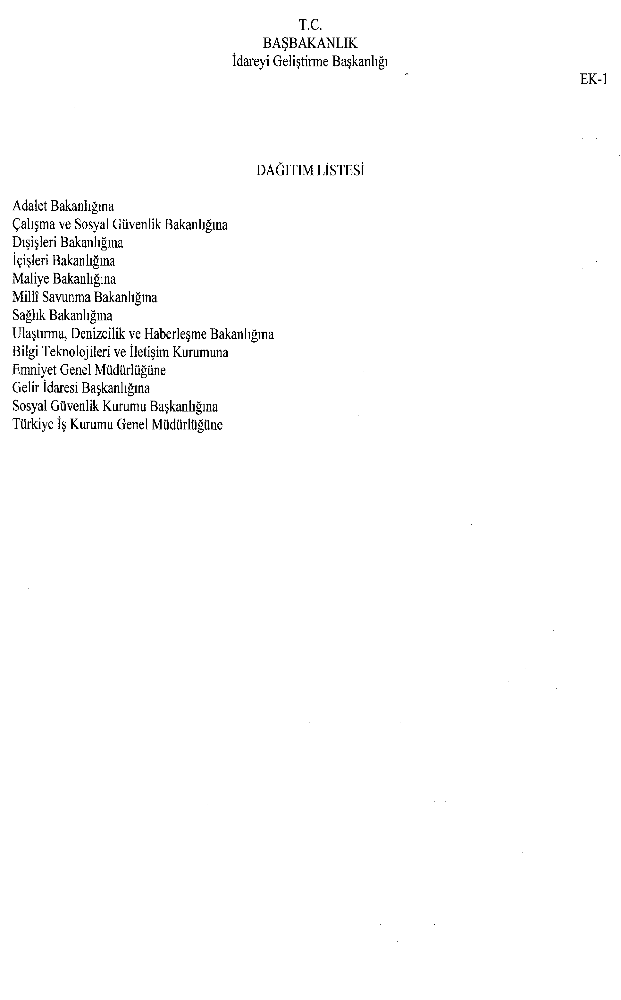 T.C.
BAŞBAKANLIK
İdareyi Geliştirme Başkanlığı
EK-1
DAĞITIM LİSTESİ
Adalet Bakanlığına
Çalışma ve Sosyal Güvenlik Bakanlığına
Dışişleri Bakanlığına
İçişleri Bakanlığına
Maliye Bakanlığına
Millî Savunma Bakanlığına
Sağlık Bakanlığına
Ulaştırma, Denizcilik ve Haberleşme Bakanlığına
Bilgi Teknolojileri ve İletişim Kurumuna
Emniyet Genel Müdürlüğüne
Gelir İdaresi Başkanlığına
Sosyal Güvenlik Kurumu Başkanlığına
Türkiye İş Kurumu Genel Müdürlüğüne